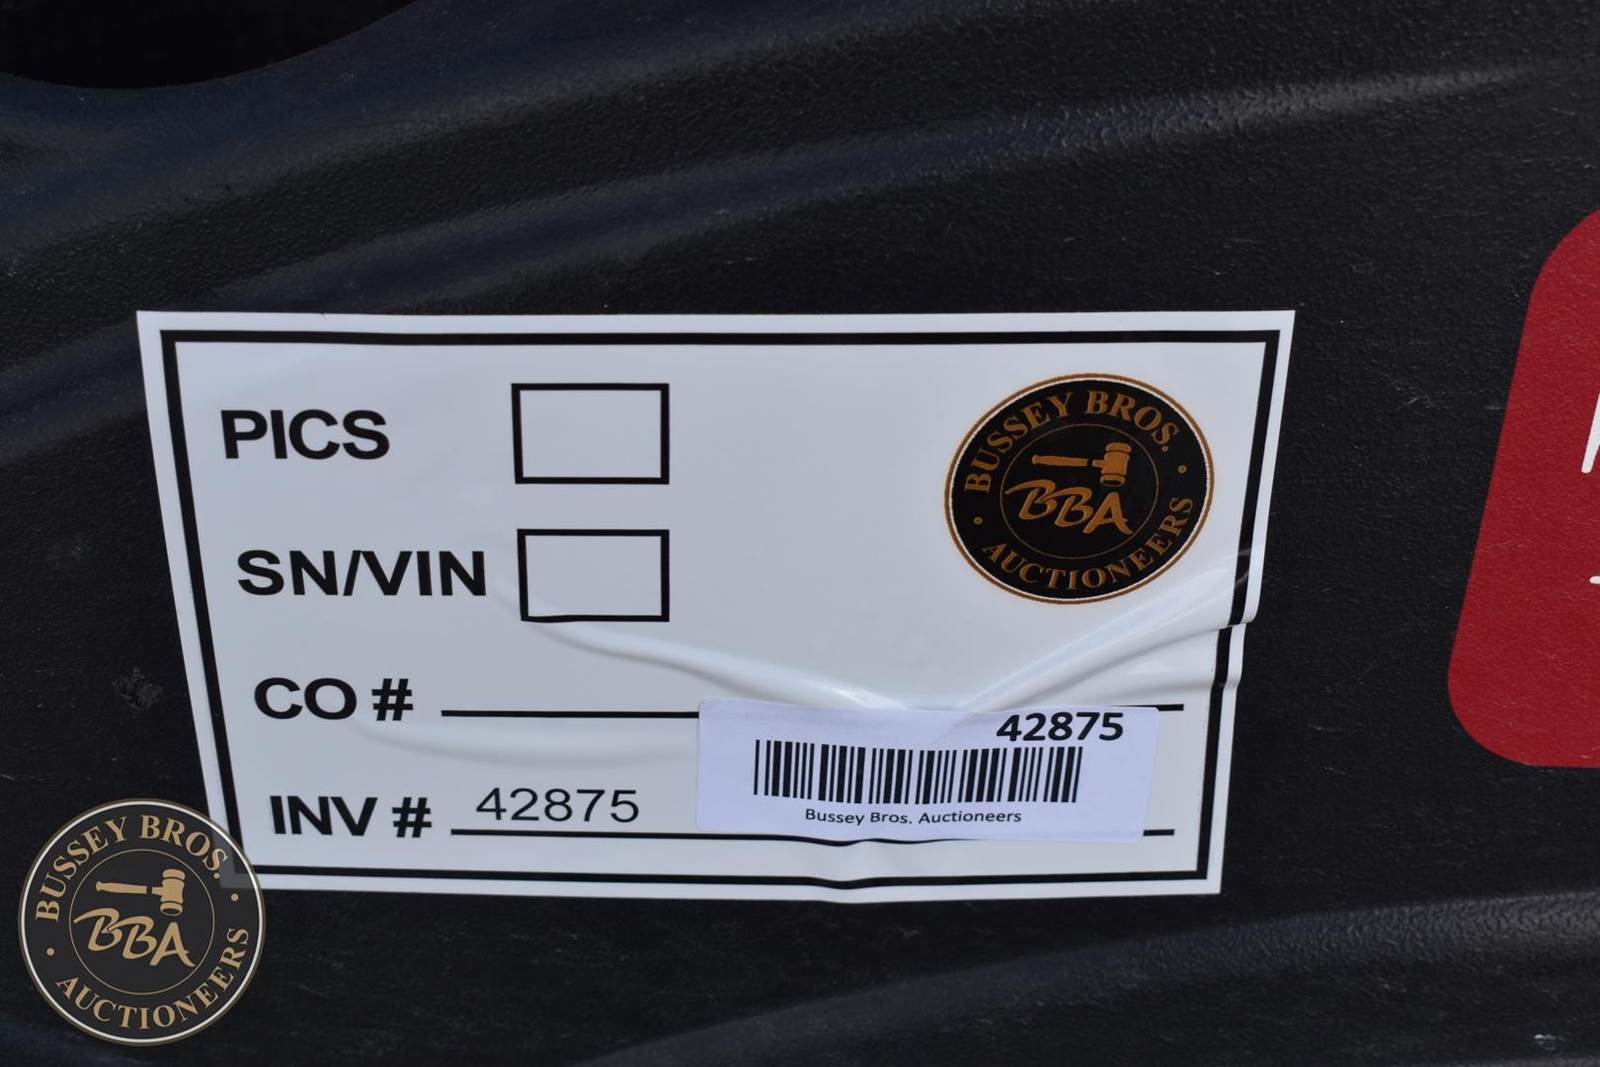 PICS
BUSSEY BROS.
BBA
AUCTIONEERS
SN/VIN
CO #
42875
INV # 42875
Bussey Bros. Auctioneers
BUSSEY BROS.
BBA
AUCTIONEERS